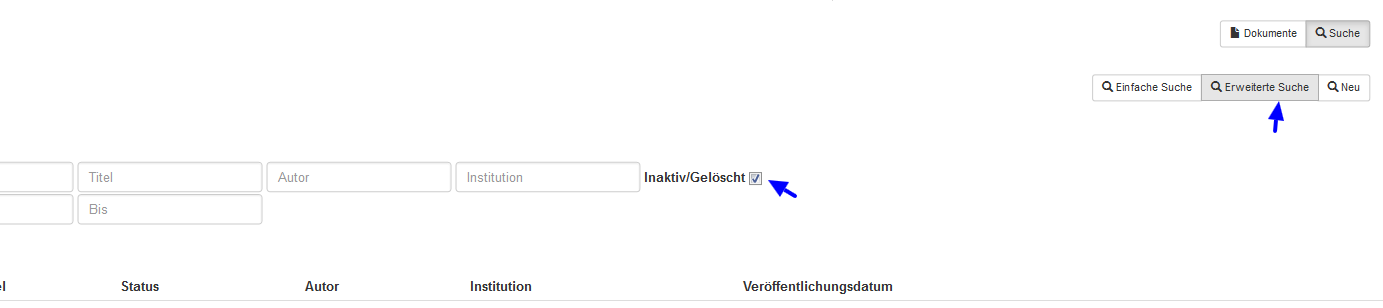 Dokumente Suche
Einfache Suche Erweiterte Suche Neu
Titel Autor Institution Inaktiv/Gelöscht
Bis
el Status Autor Institution Veröffentlichungsdatum